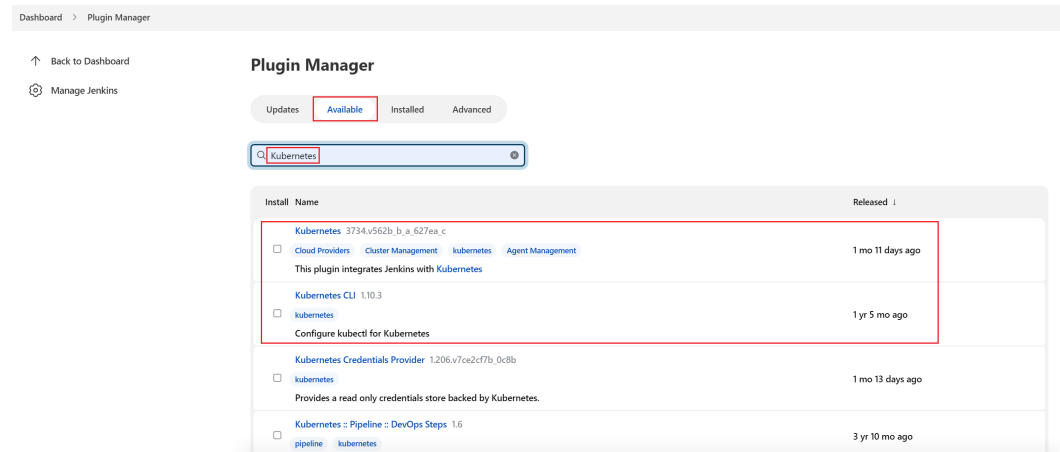 Dashboard > Plugin Manager
Back to Dashboard
Manage Jenkins
Plugin Manager
Updates Available Installed Advanced
Kubernetes
Install Name Released ↓
Kubernetes 3734.v562b_b_a_627ea_c
Cloud Providers Cluster Management kubernetes Agent Management 1 mo 11 days ago
This plugin integrates Jenkins with Kubernetes
Kubernetes CLI 1.10.3
kubernetes 1 yr 5 mo ago
Configure kubectl for Kubernetes
Kubernetes Credentials Provider 1.206.v7ce2cf7b_0c8b
kubernetes 1 mo 13 days ago
Provides a read only credentials store backed by Kubernetes.
Kubernetes :: Pipeline :: DevOps Steps 1.6
pipeline kubernetes 3 yr 10 mo ago